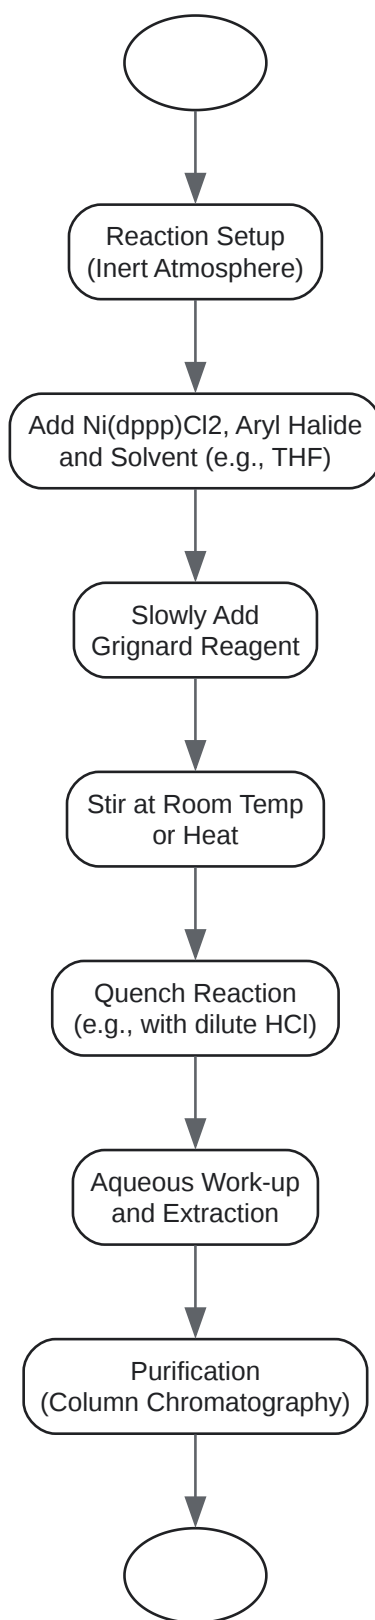 Reaction Setup
(Inert Atmosphere)
Add Ni(dppp)Cl2, Aryl Halide
and Solvent (e.g., THF)
Slowly Add
Grignard Reagent
Stir at Room Temp
or Heat
Quench Reaction
(e.g., with dilute HCl)
Aqueous Work-up
and Extraction
Purification
(Column Chromatography)